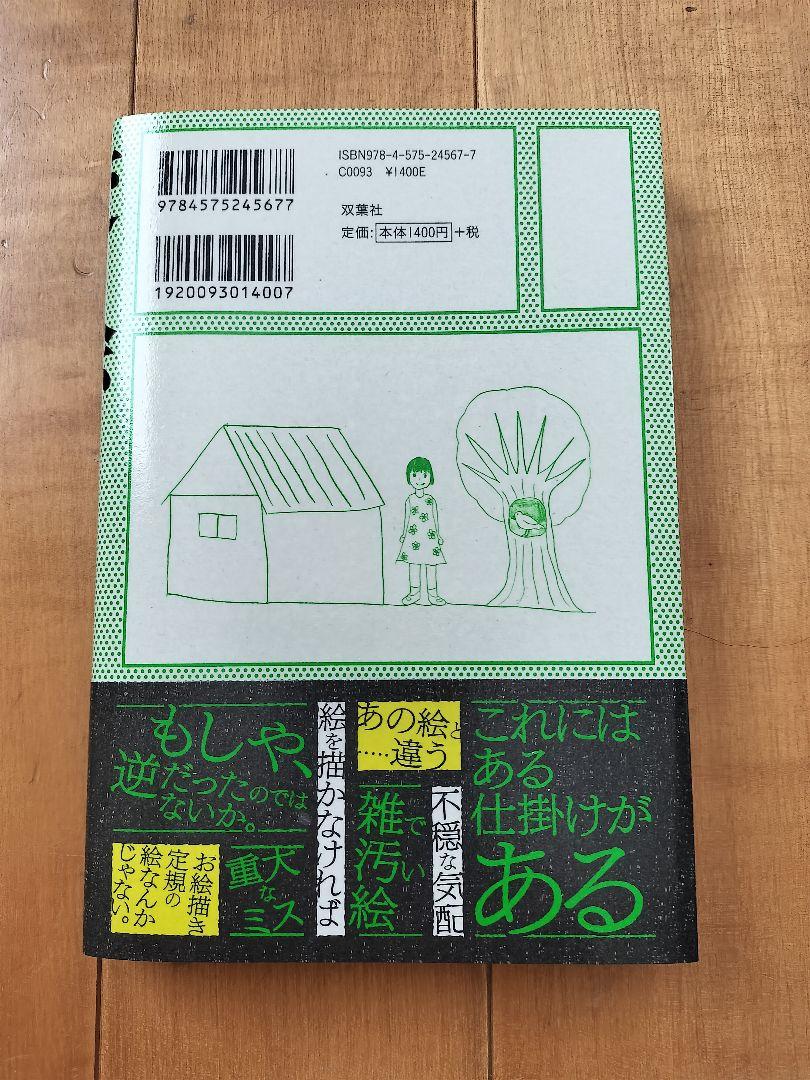 ISBN978-4-575-24567-7
C0093 ¥1400E
9784575245677
双葉社
定価:本体1400円+税
1920093014007
これには
ある
仕掛けが
ある
あの絵と
……違う
不穏な気配
雑で
汚い
絵
絵を描かなければ
もしや、
逆だったのでは
ないか。
重大な
ミス
お絵描き
定規の
絵なんか
じゃない。